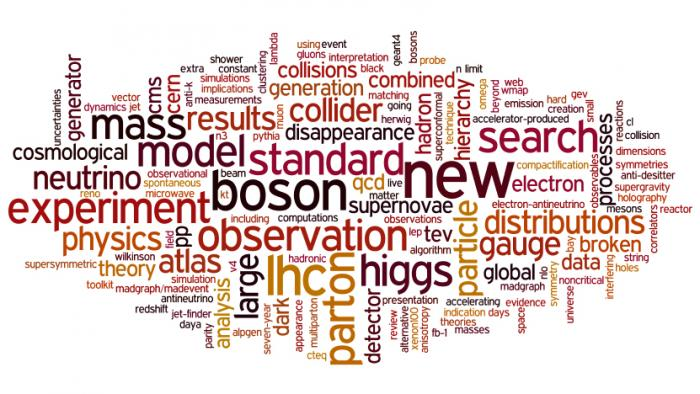 shower
using
event
geant4
bosons
extra
constant
lambda
gluons
interpretation
probe
generator
cern
cms
simulations
implications
clustering
collisions
black
combined
n limit
web
wmap
beyond
omega
gev
small
uncertainties
vector
anti-k
generation
matching
going
emission
hard
dynamics
jet
measurements
muon
collider
herwig
hadron
superconformal
technique
hierarchy
accelerator-produced
creation
reactions
cl
mass
results
n3
pythia
disappearance
search
processes
collision
dimensions
cosmological
model
standard
new
compactification
symmetries
anti-desitter
neutrino
observational
spontaneous
beam
boson
qcd
live
matter
electron
observables
supergravity
holography
reno
microwave
kt
supernovae
electron-antineutrino
mesons
correlators
reactor
experiment
including
computations
observations
particle
distributions
physics
pp
observation
lep
tev
gauge
bay
broken
string
wilkinson
field
hadronic
algorithm
global
nlo
data
noncritical
holes
supersymmetric
theory
atlas
v4
large
lhc
parton
higgs
madgraph
symmetry
interfering
toolkit
simulation
madgraph/madevent
antineutrino
analysis
dark
detector
presentation
accelerating
evidence
universe
redshift
jet-finder
daya
parity
alpgen
seven-year
appearance
multiparton
cteq
review
alternative
xenon100
anisotropy
indication
days
theories
fb-1
masses
space